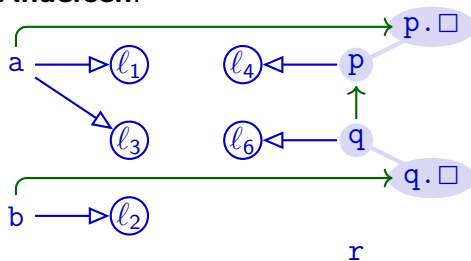 Andersen:
p.□
a ℓ1 ℓ4 p
ℓ3 ℓ6 q
q.□
b ℓ2
r